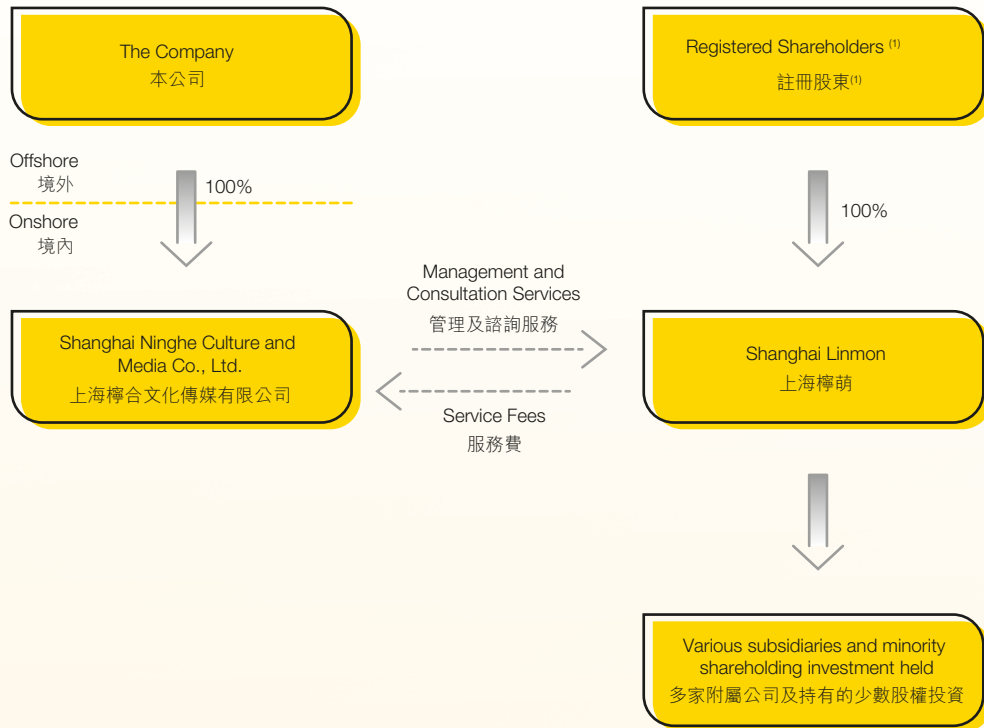 The Company
本公司
Registered Shareholders (1)
註冊股東(1)
Offshore
境外
100%
Onshore
境內
100%
Management and
Consultation Services
管理及諮詢服務
Shanghai Ninghe Culture and
Media Co., Ltd.
上海檸合文化傳媒有限公司
Shanghai Linmon
上海檸萌
Service Fees
服務費
Various subsidiaries and minority
shareholding investment held
多家附屬公司及持有的少數股權投資